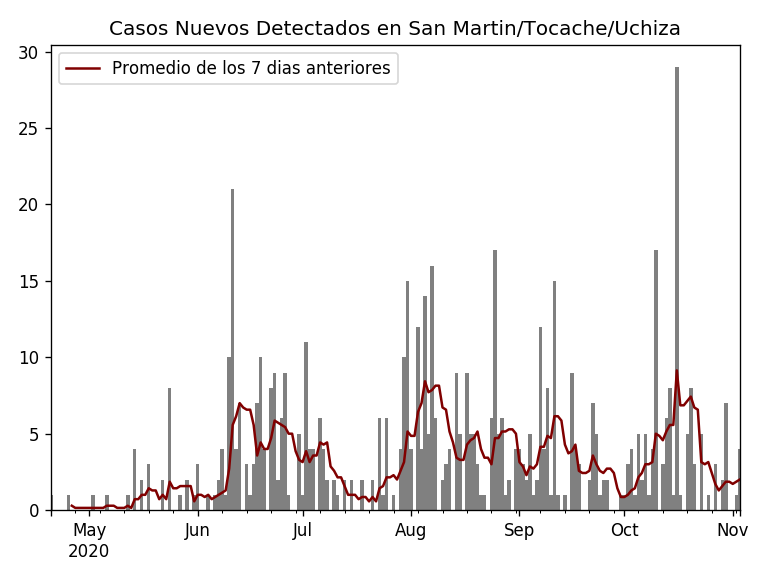 Casos Nuevos Detectados en San Martin/Tocache/Uchiza
Promedio de los 7 dias anteriores
30
25
20
15
10
5
0
May Jun Jul Aug Sep Oct Nov
2020